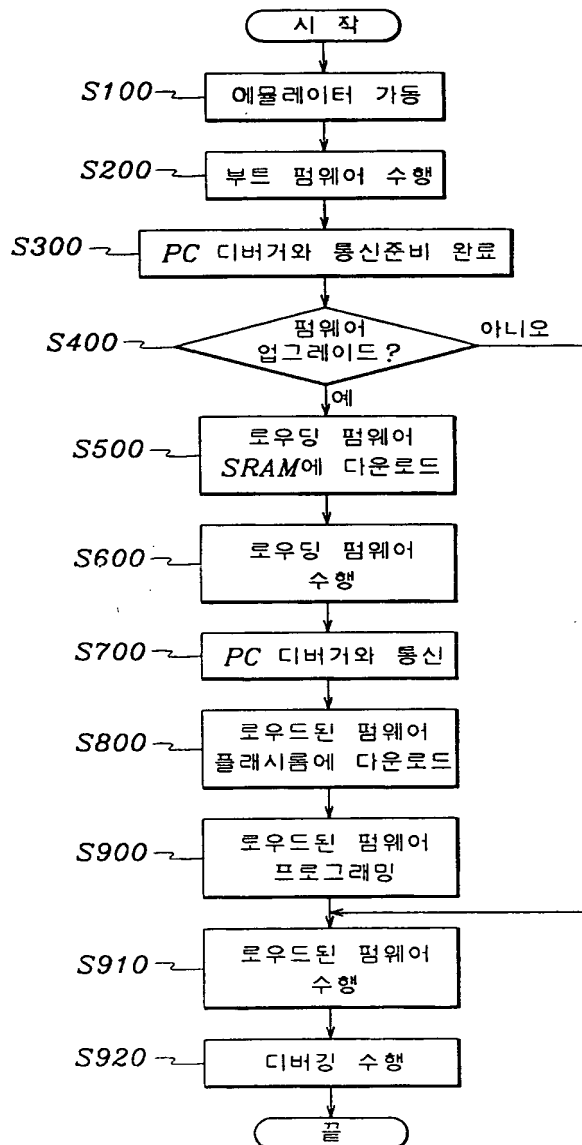 시 작
S100
에뮬레이터 가동
S200
부트 펌웨어 수행
S300
PC 디버거와 통신준비 완료
S400
펌웨어
업그레이드?
아니오
예
S500
로우딩 펌웨어
SRAM에 다운로드
S600
로우딩 펌웨어
수행
S700
PC 디버거와 통신
S800
로우드된 펌웨어
플래시롬에 다운로드
S900
로우드된 펌웨어
프로그래밍
S910
로우드된 펌웨어
수행
S920
디버깅 수행
끝